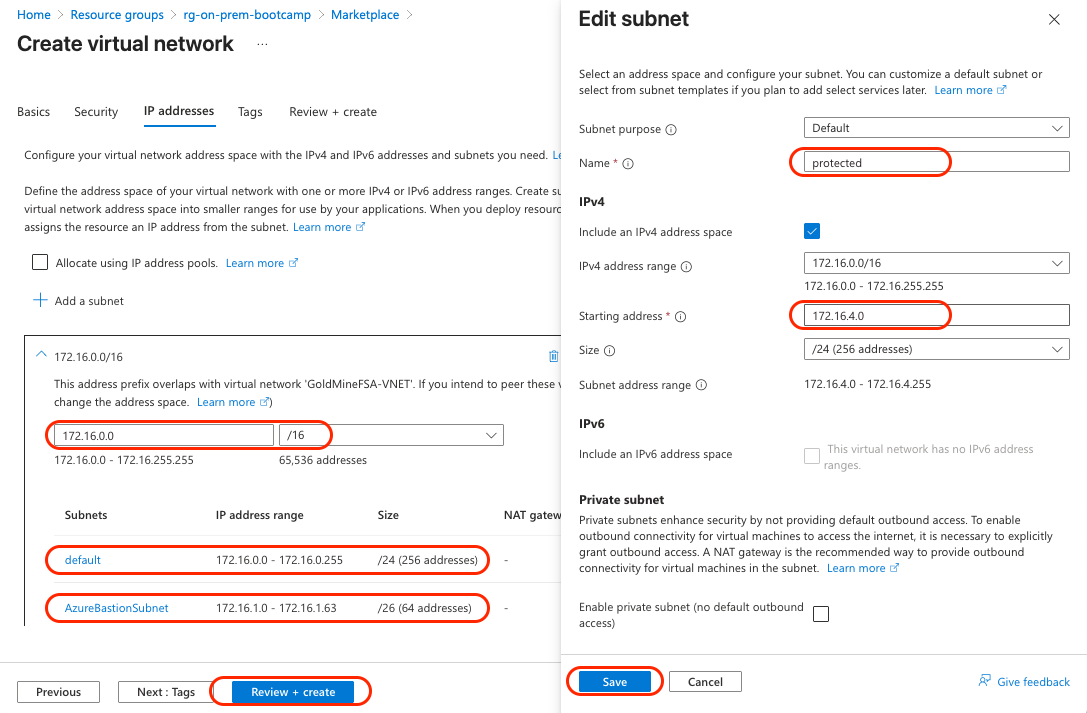 Home > Resource groups > rg-on-prem-bootcamp > Marketplace >
Create virtual network ...
Basics Security IP addresses Tags Review + create
Configure your virtual network address space with the IPv4 and IPv6 addresses and subnets you need. Le
Define the address space of your virtual network with one or more IPv4 or IPv6 address ranges. Create su
virtual network address space into smaller ranges for use by your applications. When you deploy resourc
assigns the resource an IP address from the subnet. Learn more
Allocate using IP address pools. Learn more
Add a subnet
172.16.0.0/16
This address prefix overlaps with virtual network 'GoldMineFSA-VNET'. If you intend to peer these v
change the address space. Learn more )
172.16.0.0 /16
172.16.0.0 - 172.16.255.255 65,536 addresses
Subnets IP address range Size NAT gatew
default 172.16.0.0 - 172.16.0.255 /24 (256 addresses) -
AzureBastionSubnet 172.16.1.0 - 172.16.1.63 /26 (64 addresses) -
Previous Next : Tags Review + create
Edit subnet
Select an address space and configure your subnet. You can customize a default subnet or
select from subnet templates if you plan to add select services later. Learn more
Subnet purpose Default
Name * protected
IPv4
Include an IPv4 address space
IPv4 address range 172.16.0.0/16
172.16.0.0 - 172.16.255.255
Starting address * 172.16.4.0
Size /24 (256 addresses)
Subnet address range 172.16.4.0 - 172.16.4.255
IPv6
Include an IPv6 address space This virtual network has no IPv6 address
ranges.
Private subnet
Private subnets enhance security by not providing default outbound access. To enable
outbound connectivity for virtual machines to access the internet, it is necessary to explicitly
grant outbound access. A NAT gateway is the recommended way to provide outbound
connectivity for virtual machines in the subnet. Learn more
Enable private subnet (no default outbound
access)
Save Cancel Give feedback